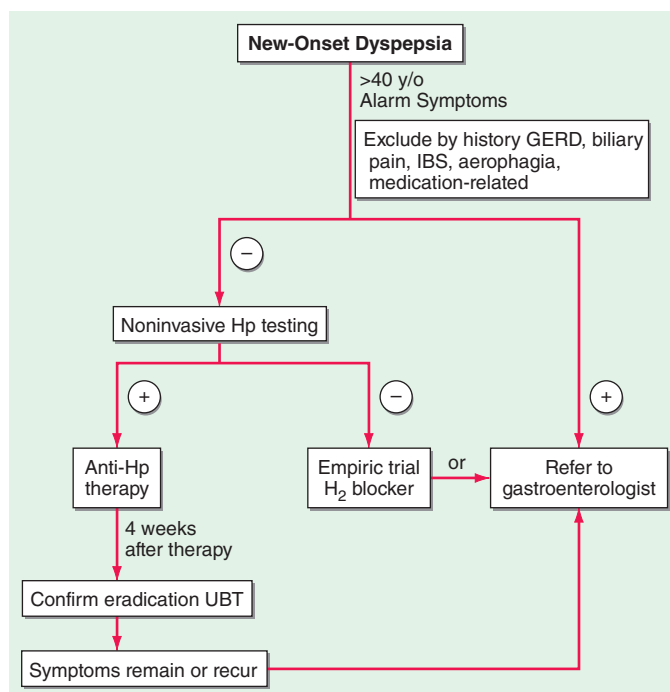 New-Onset Dyspepsia
>40 y/o
Alarm Symptoms
Exclude by history GERD, biliary
pain, IBS, aerophagia,
medication-related
−
Noninvasive Hp testing
+
−
+
Anti-Hp
therapy
Empiric trial
H₂ blocker
or
Refer to
gastroenterologist
4 weeks
after therapy
Confirm eradication UBT
Symptoms remain or recur